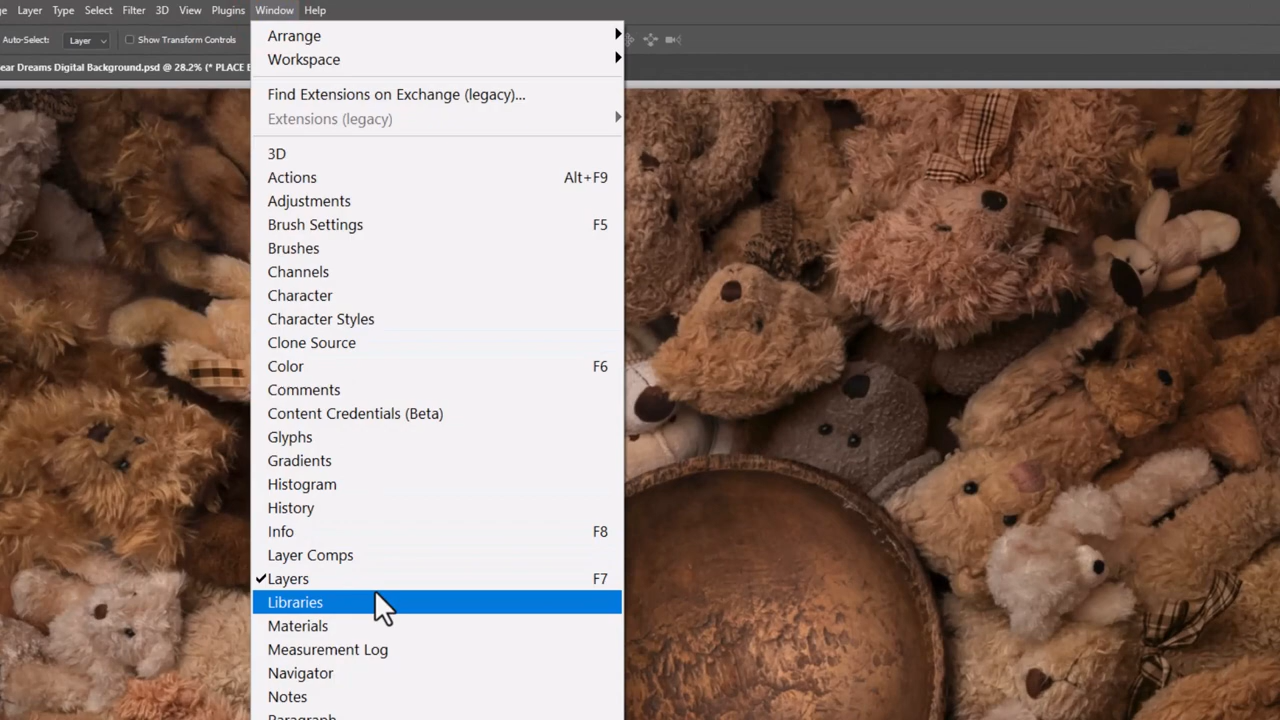 Layer Type Select Filter 3D View Plugins Window Help
Auto-Select: Layer Show Transform Controls
ear Dreams Digital Background.psd @ 28.2% (* PLACE
Arrange
Workspace
Find Extensions on Exchange (legacy)...
Extensions (legacy)
3D
Actions Alt+F9
Adjustments
Brush Settings F5
Brushes
Channels
Character
Character Styles
Clone Source
Color F6
Comments
Content Credentials (Beta)
Glyphs
Gradients
Histogram
History
Info F8
Layer Comps
Layers F7
Libraries
Materials
Measurement Log
Navigator
Notes
Paragraph